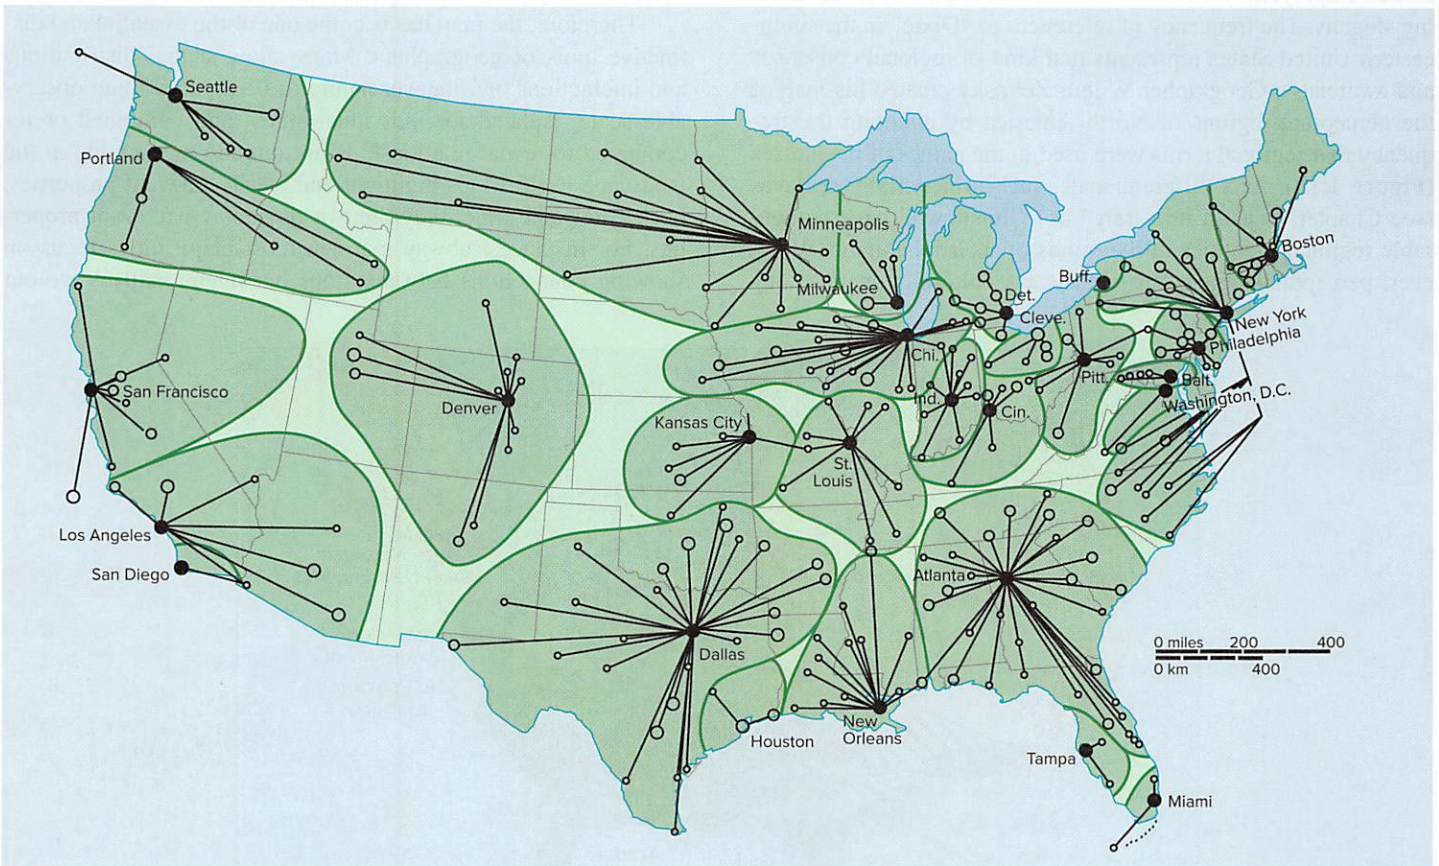 Seattle
Portland
Minneapolis
Boston
Buff.
Milwaukee
Det.
Cleve.
New York
Philadelphia
Chi.
Pitt.
Balt.
San Francisco
Denver
Ind.
Cin.
Washington, D.C.
Kansas City
St.
Louis
Los Angeles
San Diego
Atlanta
Dallas
0 miles 200 400
0 km 400
New
Orleans
Houston
Tampa
Miami